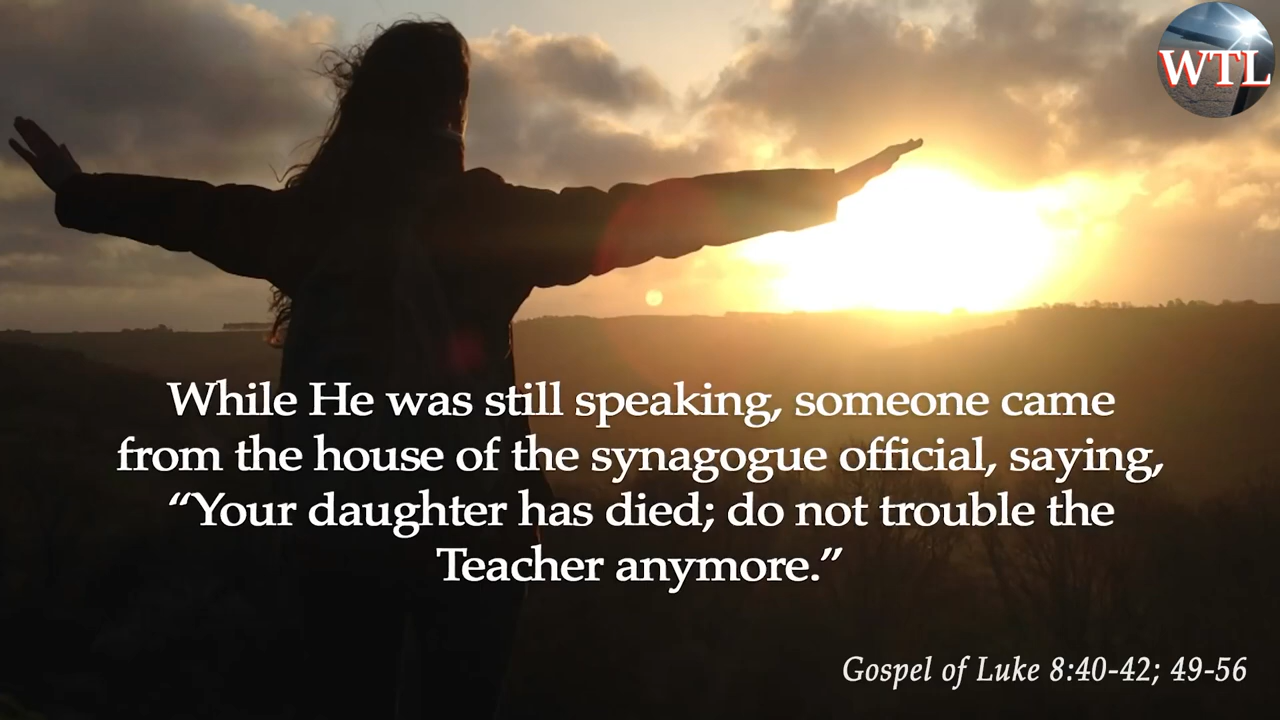 WTL
While He was still speaking, someone came
from the house of the synagogue official, saying,
“Your daughter has died; do not trouble the
Teacher anymore.”
Gospel of Luke 8:40-42; 49-56